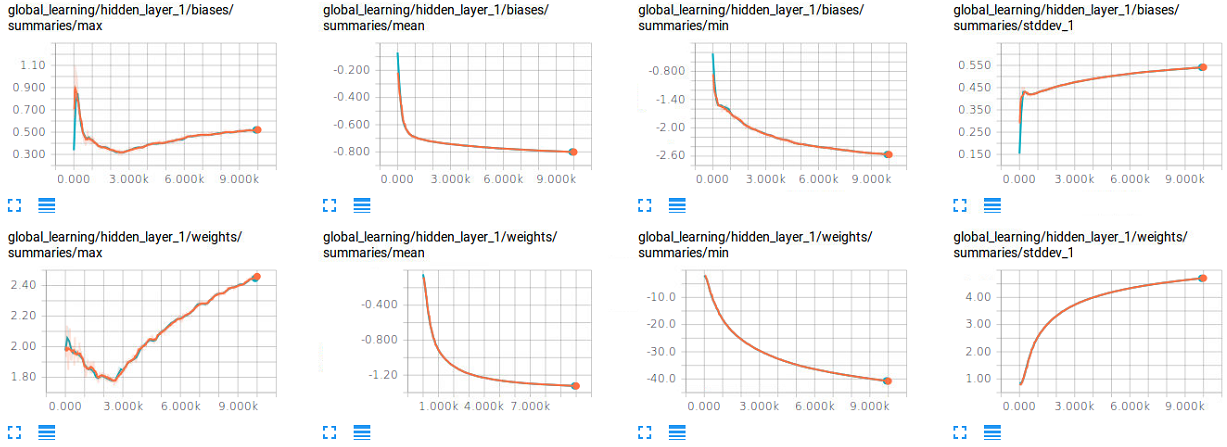 global_learning/hidden_layer_1/biases/
summaries/max
1.10
0.900
0.700
0.500
0.300
0.000 3.000k 6.000k 9.000k
global_learning/hidden_layer_1/biases/
summaries/mean
-0.200
-0.400
-0.600
-0.800
0.000 3.000k 6.000k 9.000k
global_learning/hidden_layer_1/biases/
summaries/min
-0.800
-1.40
-2.00
-2.60
0.000 3.000k 6.000k 9.000k
global_learning/hidden_layer_1/biases/
summaries/stddev_1
0.550
0.450
0.350
0.250
0.150
0.000 3.000k 6.000k 9.000k
global_learning/hidden_layer_1/weights/
summaries/max
2.40
2.20
2.00
1.80
0.000 3.000k 6.000k 9.000k
global_learning/hidden_layer_1/weights/
summaries/mean
-0.400
-0.800
-1.20
1.000k 4.000k 7.000k
global_learning/hidden_layer_1/weights/
summaries/min
-10.0
-20.0
-30.0
-40.0
0.000 3.000k 6.000k 9.000k
global_learning/hidden_layer_1/weights/
summaries/stddev_1
4.00
3.00
2.00
1.00
0.000 3.000k 6.000k 9.000k